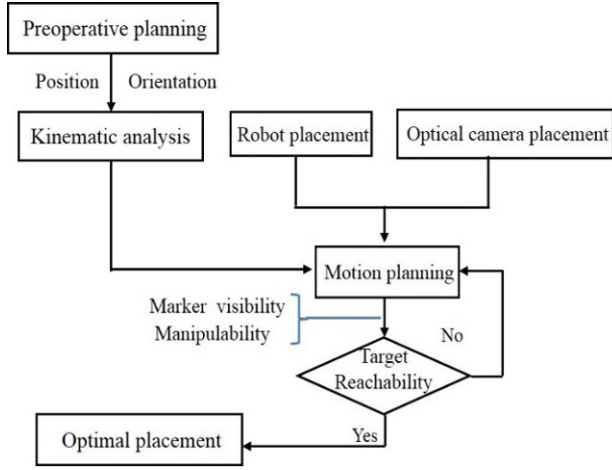 Preoperative planning
Position Orientation
Kinematic analysis
Robot placement
Optical camera placement
Motion planning
Marker visibility
Manipulability
No
Target
Reachability
Yes
Optimal placement